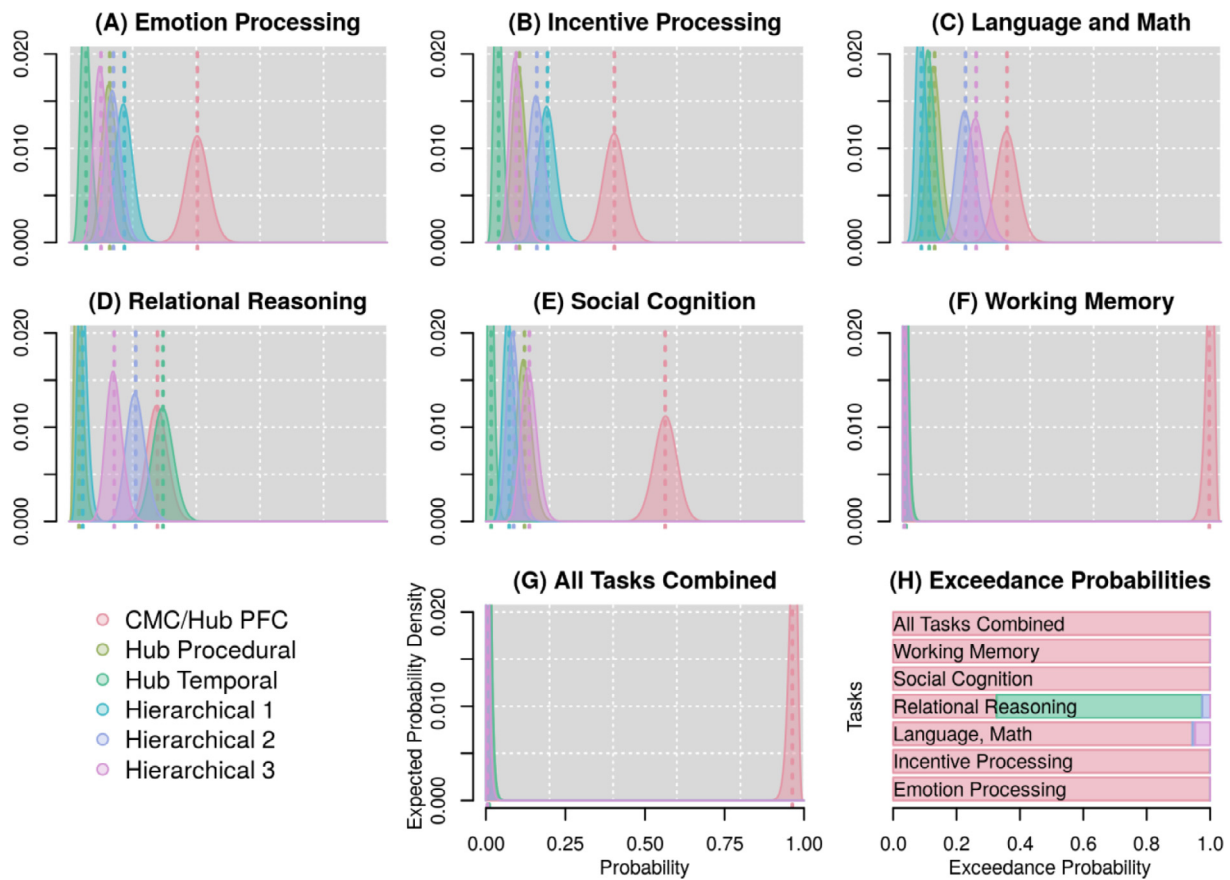 (A) Emotion Processing
(B) Incentive Processing
(C) Language and Math
0.020
0.010
0.000
0.020
0.010
0.000
0.020
0.010
0.000
(D) Relational Reasoning
(E) Social Cognition
(F) Working Memory
0.020
0.010
0.000
0.020
0.010
0.000
0.020
0.010
0.000
CMC/Hub PFC
Hub Procedural
Hub Temporal
Hierarchical 1
Hierarchical 2
Hierarchical 3
(G) All Tasks Combined
Expected Probability Density
0.020
0.010
0.000
0.00 0.25 0.50 0.75 1.00
Probability
(H) Exceedance Probabilities
Tasks
All Tasks Combined
Working Memory
Social Cognition
Relational Reasoning
Language, Math
Incentive Processing
Emotion Processing
0.0 0.2 0.4 0.6 0.8 1.0
Exceedance Probability